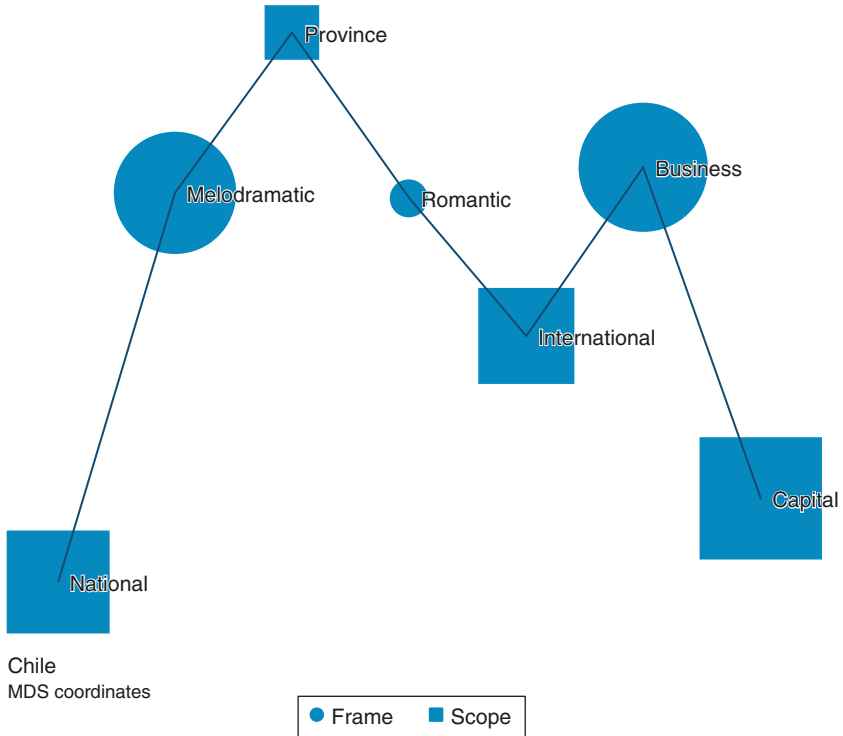 Province
Business
Melodramatic
Romantic
International
Capital
National
Chile
MDS coordinates
Frame Scope